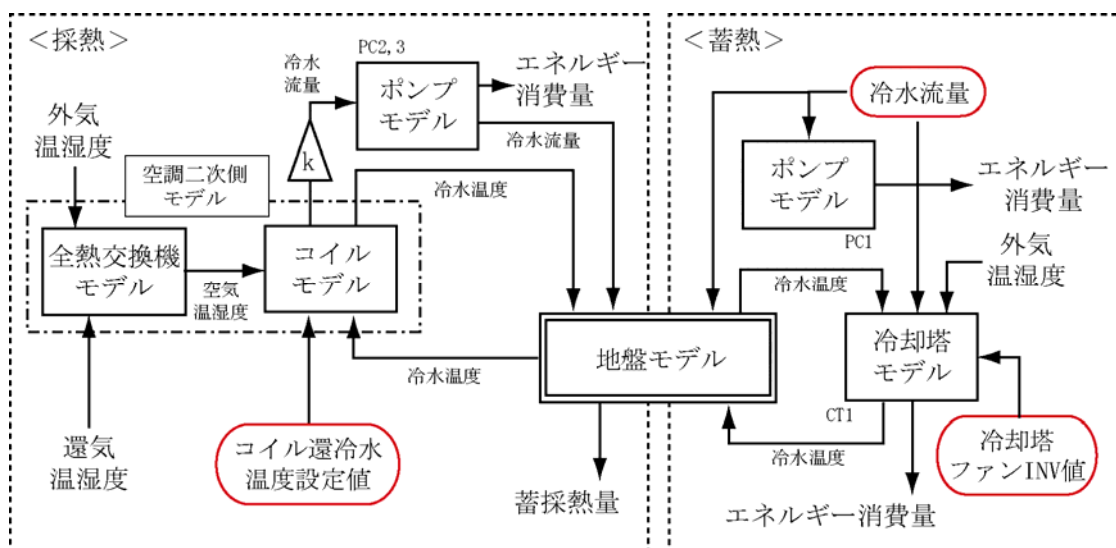 ＜採熱＞
PC2,3
冷水
流量
ポンプ
モデル
エネルギー
消費量
冷水流量
外気
温湿度
空調二次側
モデル
k
冷水温度
全熱交換機
モデル
空気
温湿度
コイル
モデル
冷水温度
還気
温湿度
コイル還冷水
温度設定値
地盤モデル
蓄採熱量
＜蓄熱＞
冷水流量
ポンプ
モデル
PC1
エネルギー
消費量
外気
温湿度
冷水温度
冷却塔
モデル
CT1
冷水温度
冷却塔
ファンINV値
エネルギー消費量